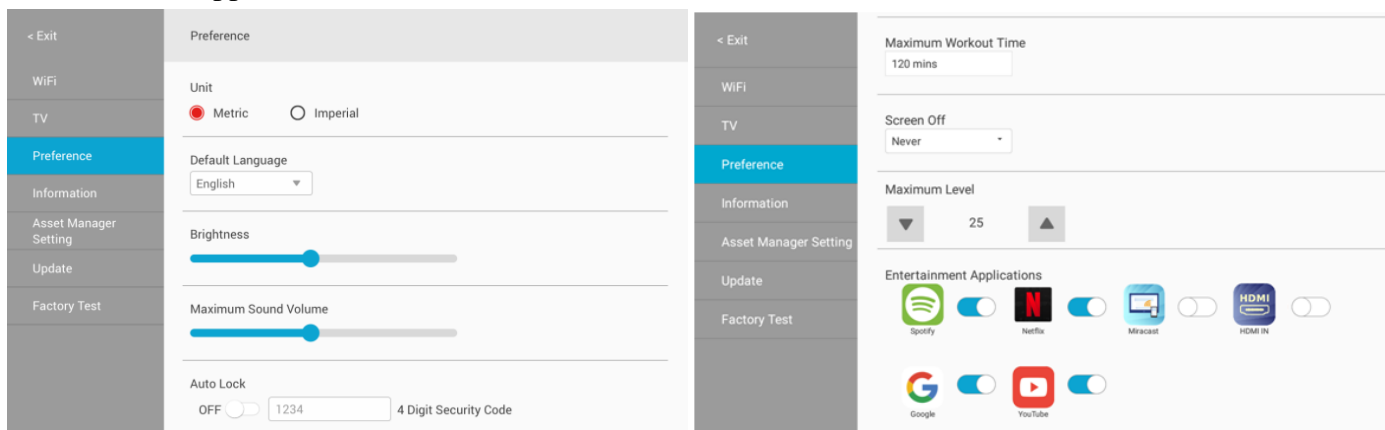 < Exit
Preference
WiFi
TV
Preference
Information
Asset Manager
Setting
Update
Factory Test
Unit
Metric Imperial
Default Language
English
Brightness
Maximum Sound Volume
Auto Lock
OFF 1234 4 Digit Security Code
< Exit
WiFi
TV
Preference
Information
Asset Manager Setting
Update
Factory Test
Maximum Workout Time
120 mins
Screen Off
Never
Maximum Level
25
Entertainment Applications
HDMI
Spotify Netflix Miracast HDMI IN
Google YouTube